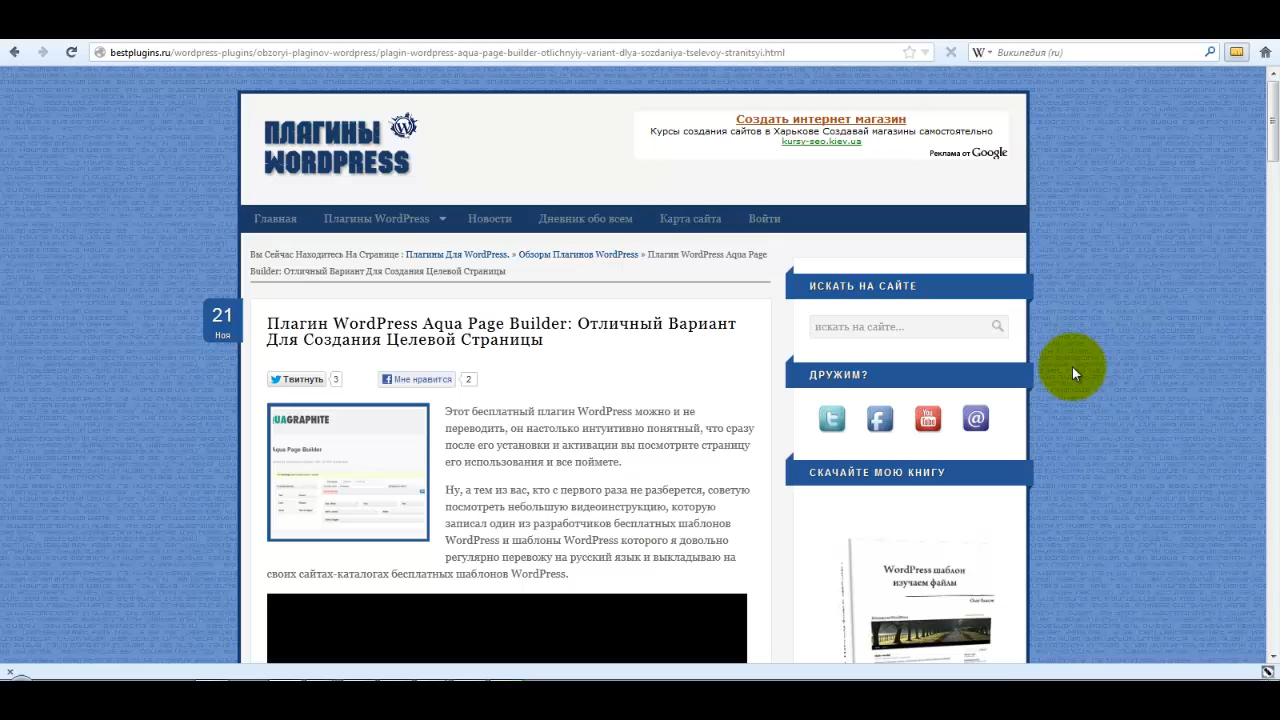 bestplugins.ru/wordpress-plugins/obzoryi-plaginov-wordpress/plagin-wordpress-aqua-page-builder-otlichnyiy-variant-dlya-sozdaniya-tselevoy-stranitsyi.html
W
Википедия (ru)
ПЛАГИНЫ
WORDPRESS
Создать интернет магазин
Курсы создания сайтов в Харькове Создавай магазины самостоятельно
kursy-seo.kiev.ua
Реклама от Google
Главная Плагины WordPress Новости Дневник обо всем Карта сайта Войти
Вы Сейчас Находитесь На Странице : Плагины Для WordPress. » Обзоры Плагинов WordPress » Плагин WordPress Aqua Page
Builder: Отличный Вариант Для Создания Целевой Страницы
21
Ноя
Плагин WordPress Aqua Page Builder: Отличный Вариант
Для Создания Целевой Страницы
Твитнуть 3 Мне нравится 2
UAGRAPHITE
Aqua Page Builder
Этот бесплатный плагин WordPress можно и не
переводить, он настолько интуитивно понятный, что сразу
после его установки и активации вы посмотрите страницу
его использования и все поймете.
Ну, а тем из вас, кто с первого раза не разберется, советую
посмотреть небольшую видеоинструкцию, которую
записал один из разработчиков бесплатных шаблонов
WordPress и шаблоны WordPress которого я довольно
регулярно перевожу на русский язык и выкладываю на
своих сайтах-каталогах бесплатных шаблонов WordPress.
ИСКАТЬ НА САЙТЕ
искать на сайте...
ДРУЖИМ?
You
Tube
@
СКАЧАЙТЕ МОЮ КНИГУ
WordPress шаблон
изучаем файлы